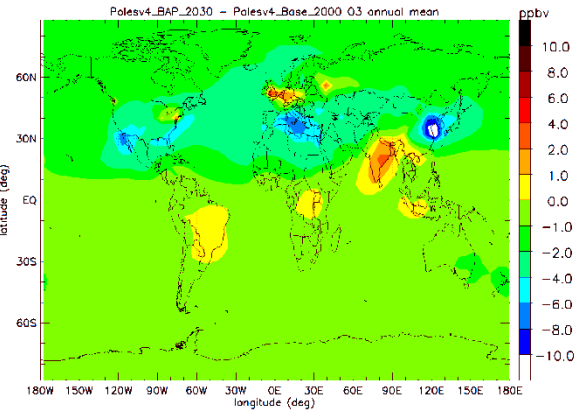 Polesv4_BAP_2030 - Polesv4_Base_2000 O3 annual mean
ppbv
10.0
8.0
6.0
4.0
2.0
1.0
0.0
-1.0
-2.0
-4.0
-6.0
-8.0
-10.0
60N
30N
EQ
30S
60S
latitude (deg)
180W 150W 120W 90W 60W 30W 0E 30E 60E 90E 120E 150E 180E
longitude (deg)